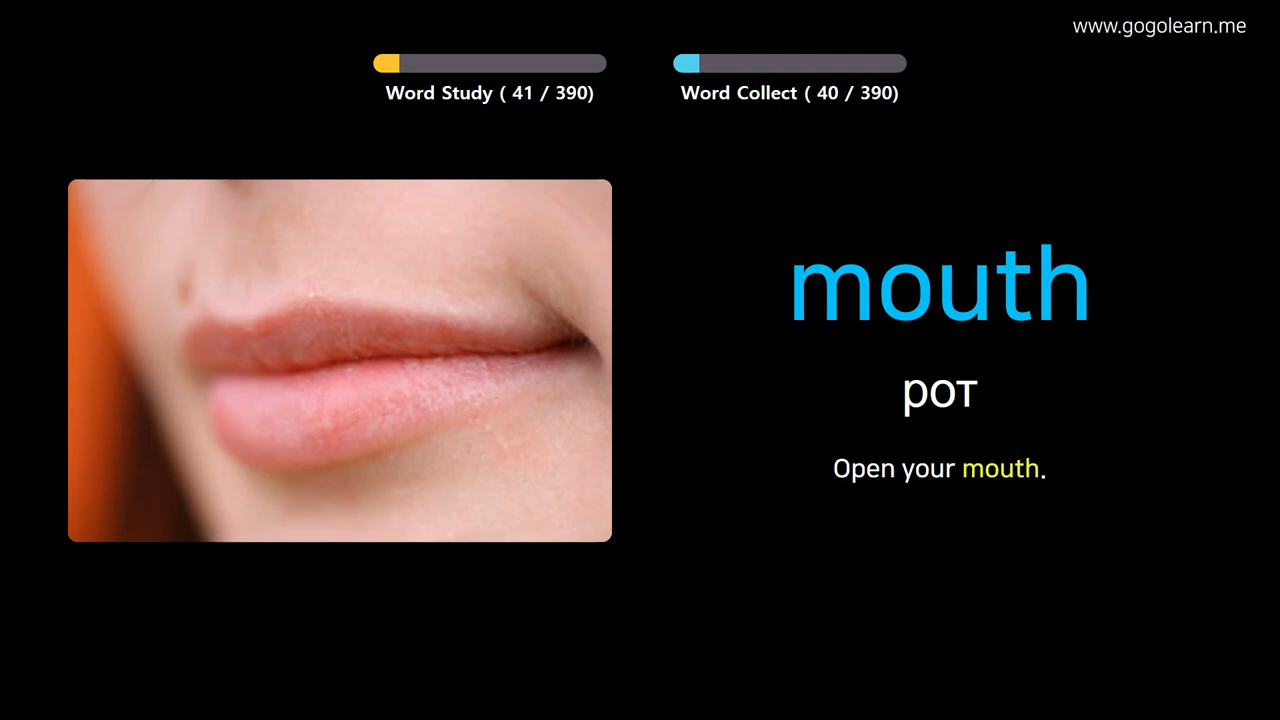 www.gogolearn.me
Word Study ( 41 / 390)
Word Collect ( 40 / 390)
mouth
рот
Open your mouth.